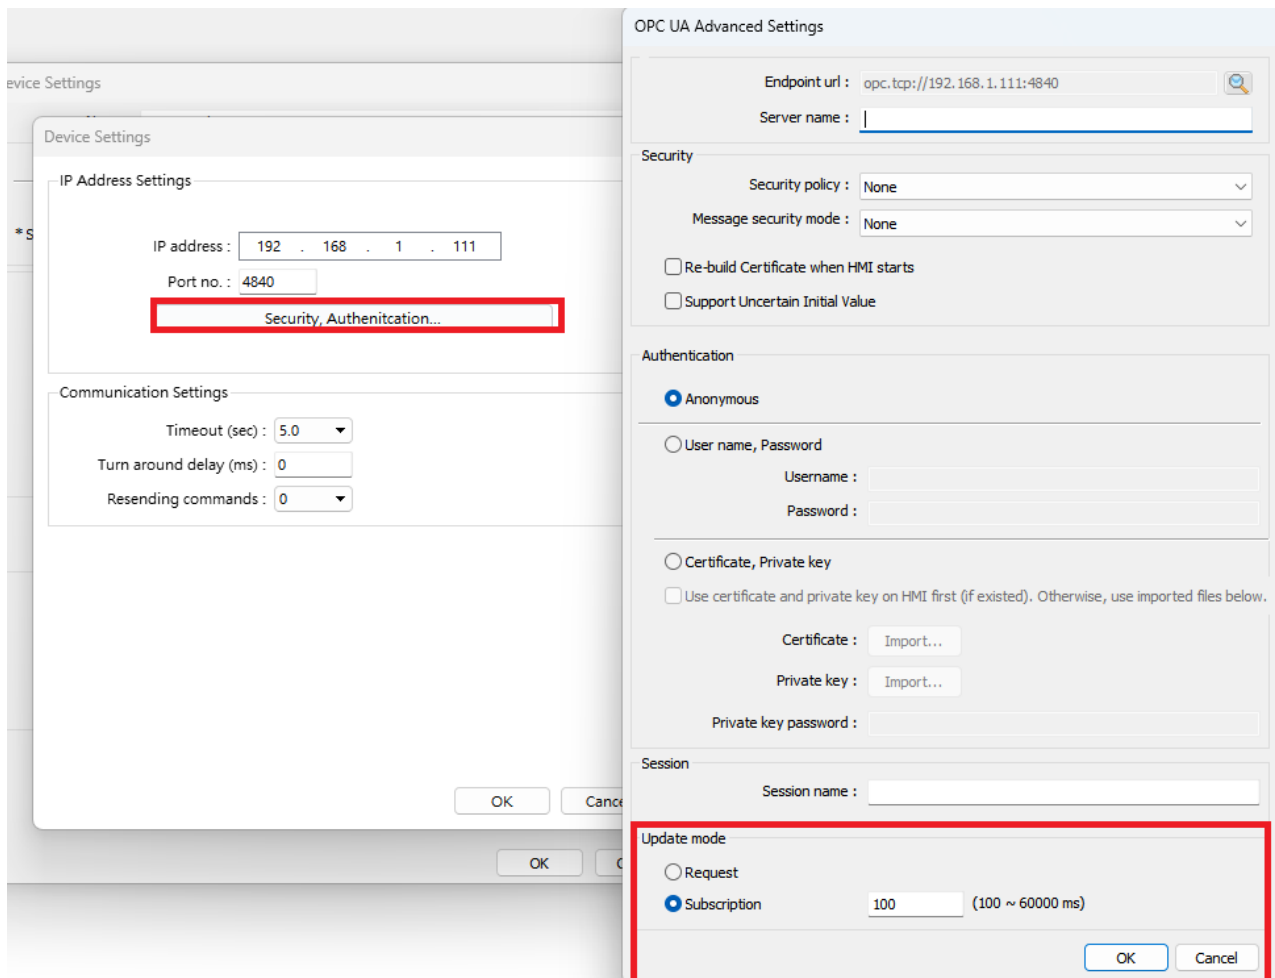 evice Settings
Device Settings
IP Address Settings
*S
IP address : 192 . 168 . 1 . 111
Port no. : 4840
Security, Authenitcation...
Communication Settings
Timeout (sec) : 5.0
Turn around delay (ms) : 0
Resending commands : 0
OK Cance
OK C
OPC UA Advanced Settings
Endpoint url : opc.tcp://192.168.1.111:4840
Server name :
Security
Security policy : None
Message security mode : None
Re-build Certificate when HMI starts
Support Uncertain Initial Value
Authentication
Anonymous
User name, Password
Username :
Password :
Certificate, Private key
Use certificate and private key on HMI first (if existed). Otherwise, use imported files below.
Certificate : Import...
Private key : Import...
Private key password :
Session
Session name :
Update mode
Request
Subscription 100 (100 ~ 60000 ms)
OK Cancel